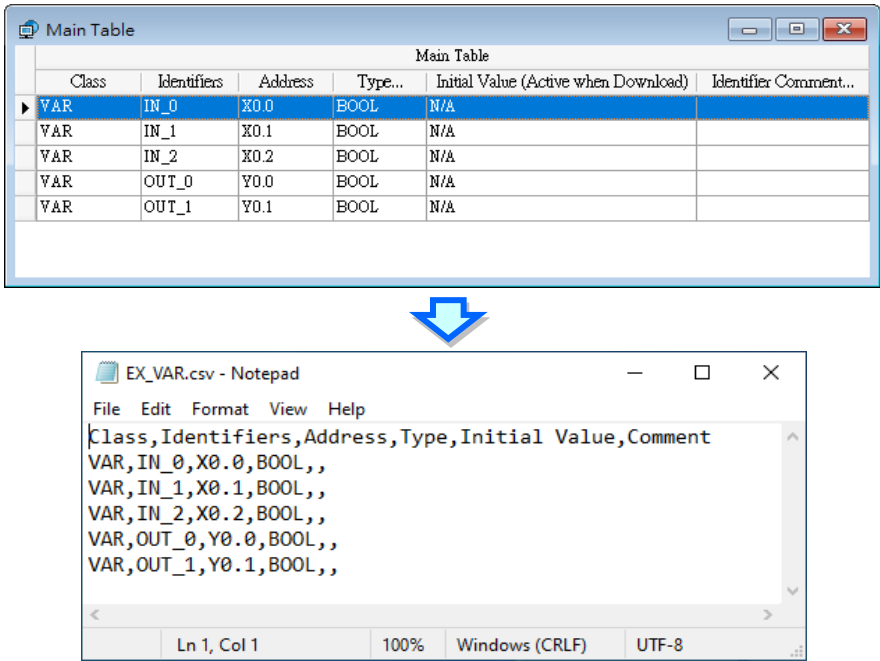 Main Table
Main Table
Class Identifiers Address Type... Initial Value (Active when Download) Identifier Comment...
VAR IN_0 X0.0 BOOL N/A
VAR IN_1 X0.1 BOOL N/A
VAR IN_2 X0.2 BOOL N/A
VAR OUT_0 Y0.0 BOOL N/A
VAR OUT_1 Y0.1 BOOL N/A
EX_VAR.csv - Notepad
File Edit Format View Help
Class,Identifiers,Address,Type,Initial Value,Comment
VAR,IN_0,X0.0,BOOL,,
VAR,IN_1,X0.1,BOOL,,
VAR,IN_2,X0.2,BOOL,,
VAR,OUT_0,Y0.0,BOOL,,
VAR,OUT_1,Y0.1,BOOL,,
Ln 1, Col 1 100% Windows (CRLF) UTF-8